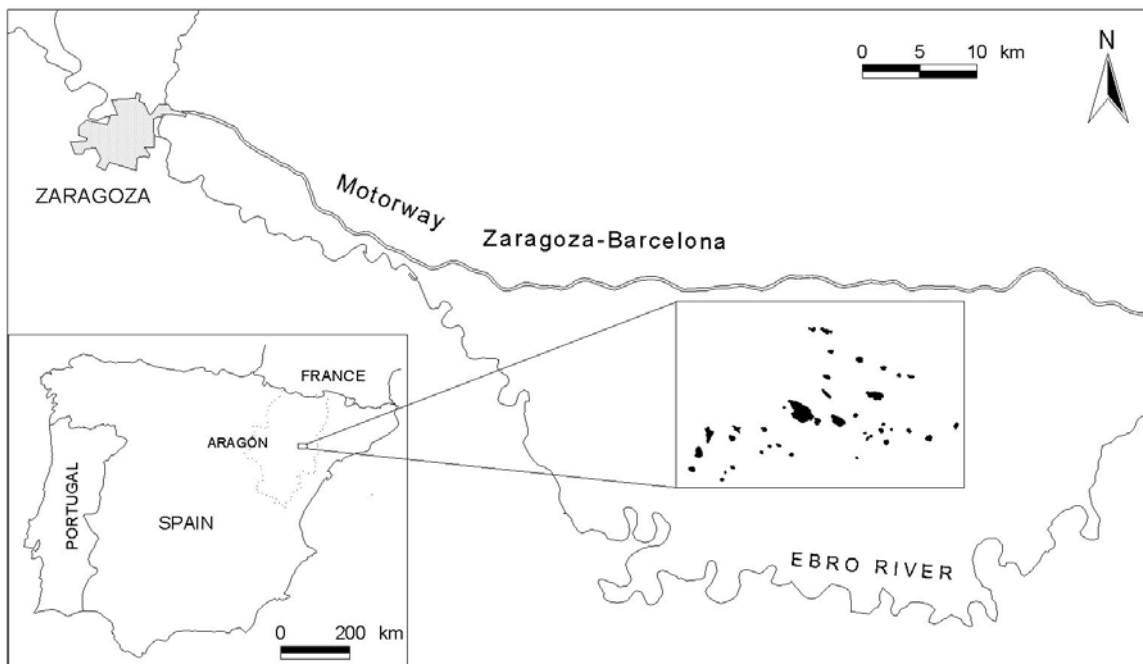 0 5 10 km
N
ZARAGOZA
Motorway
Zaragoza-Barcelona
FRANCE
ARAGÓN
PORTUGAL
SPAIN
EBRO RIVER
0 200 km